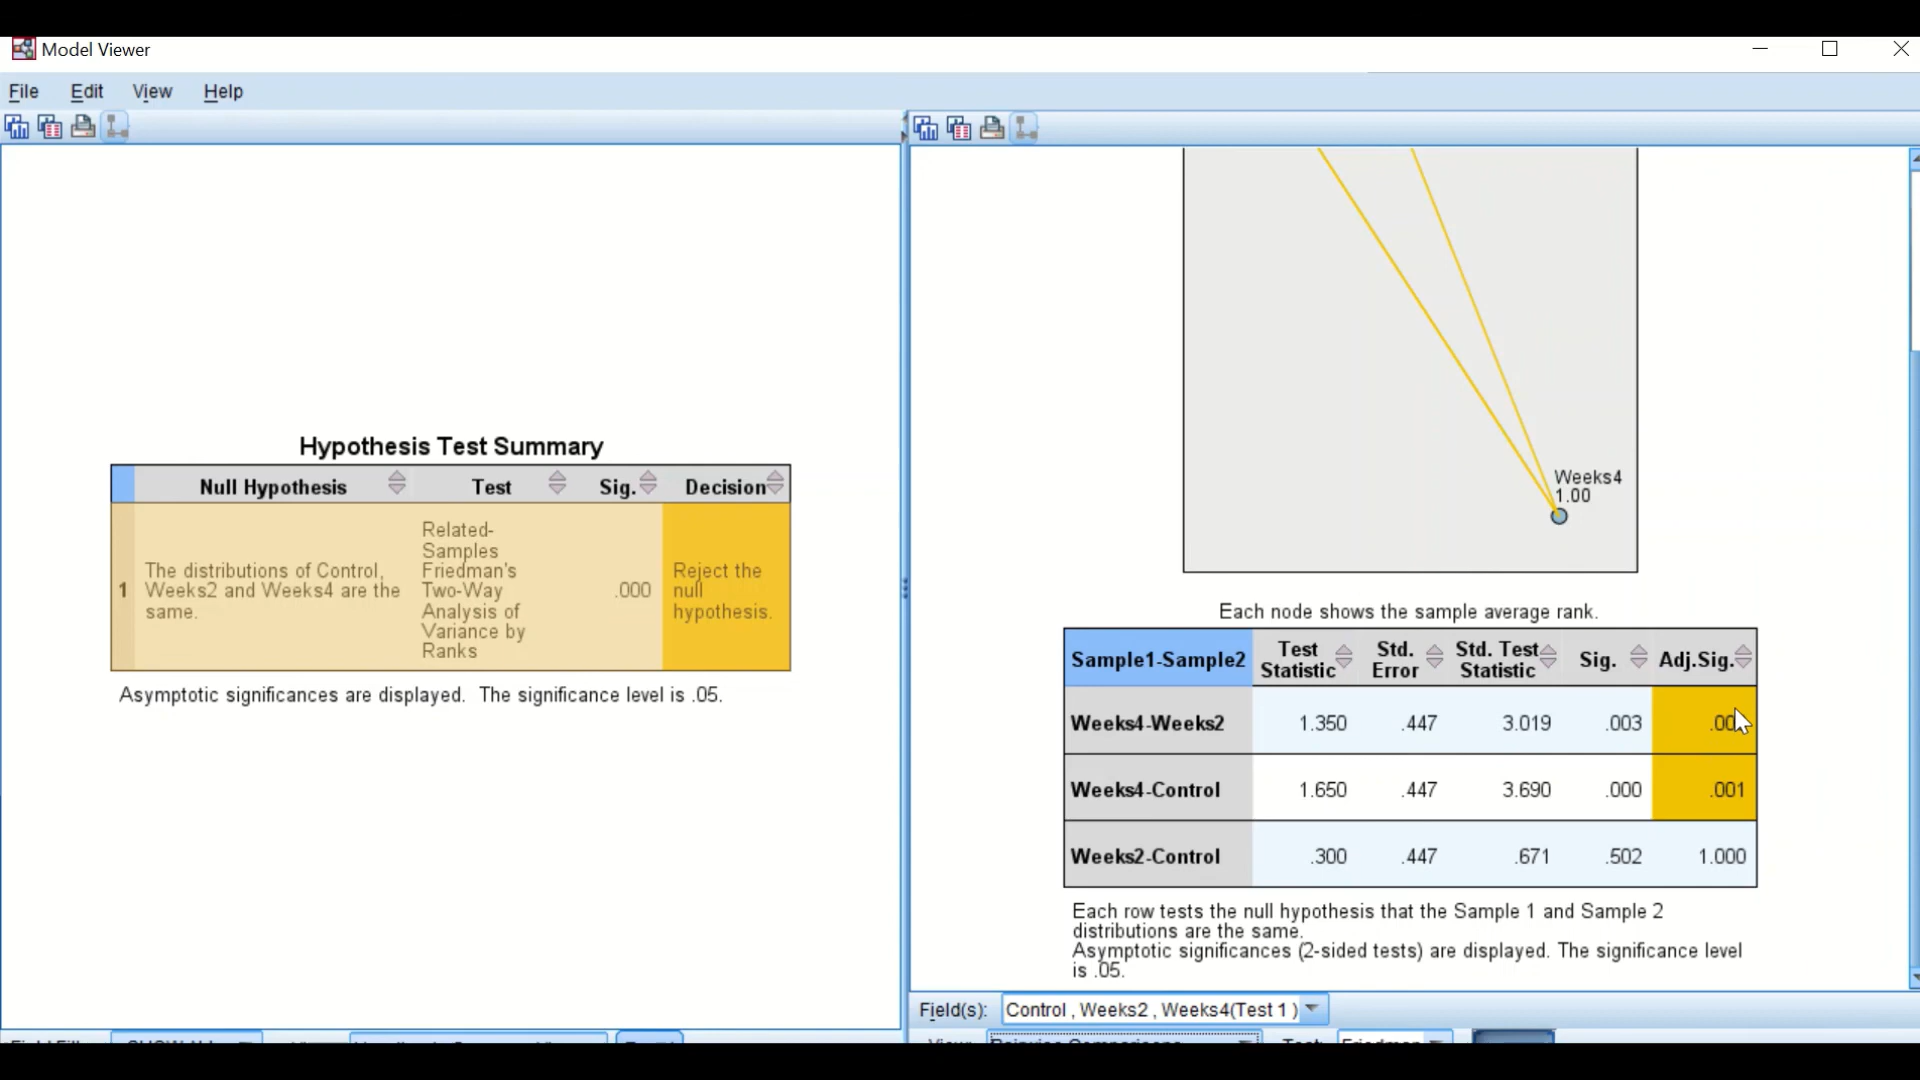 Model Viewer
File Edit View Help
Hypothesis Test Summary
Null Hypothesis Test Sig. Decision
1 The distributions of Control, Weeks2 and Weeks4 are the same.
Related-
Samples
Friedman's
Two-Way
Analysis of
Variance by
Ranks
.000
Reject the
null
hypothesis.
Asymptotic significances are displayed. The significance level is .05.
Weeks4
1.00
Each node shows the sample average rank.
Sample1-Sample2 Test Statistic Std. Error Std. Test Statistic Sig. Adj.Sig.
Weeks4-Weeks2 1.350 .447 3.019 .003
Weeks4-Control 1.650 .447 3.690 .000 .001
Weeks2-Control .300 .447 .671 .502 1.000
Each row tests the null hypothesis that the Sample 1 and Sample 2
distributions are the same.
Asymptotic significances (2-sided tests) are displayed. The significance level
is .05.
Field(s): Control , Weeks2 , Weeks4(Test 1 )